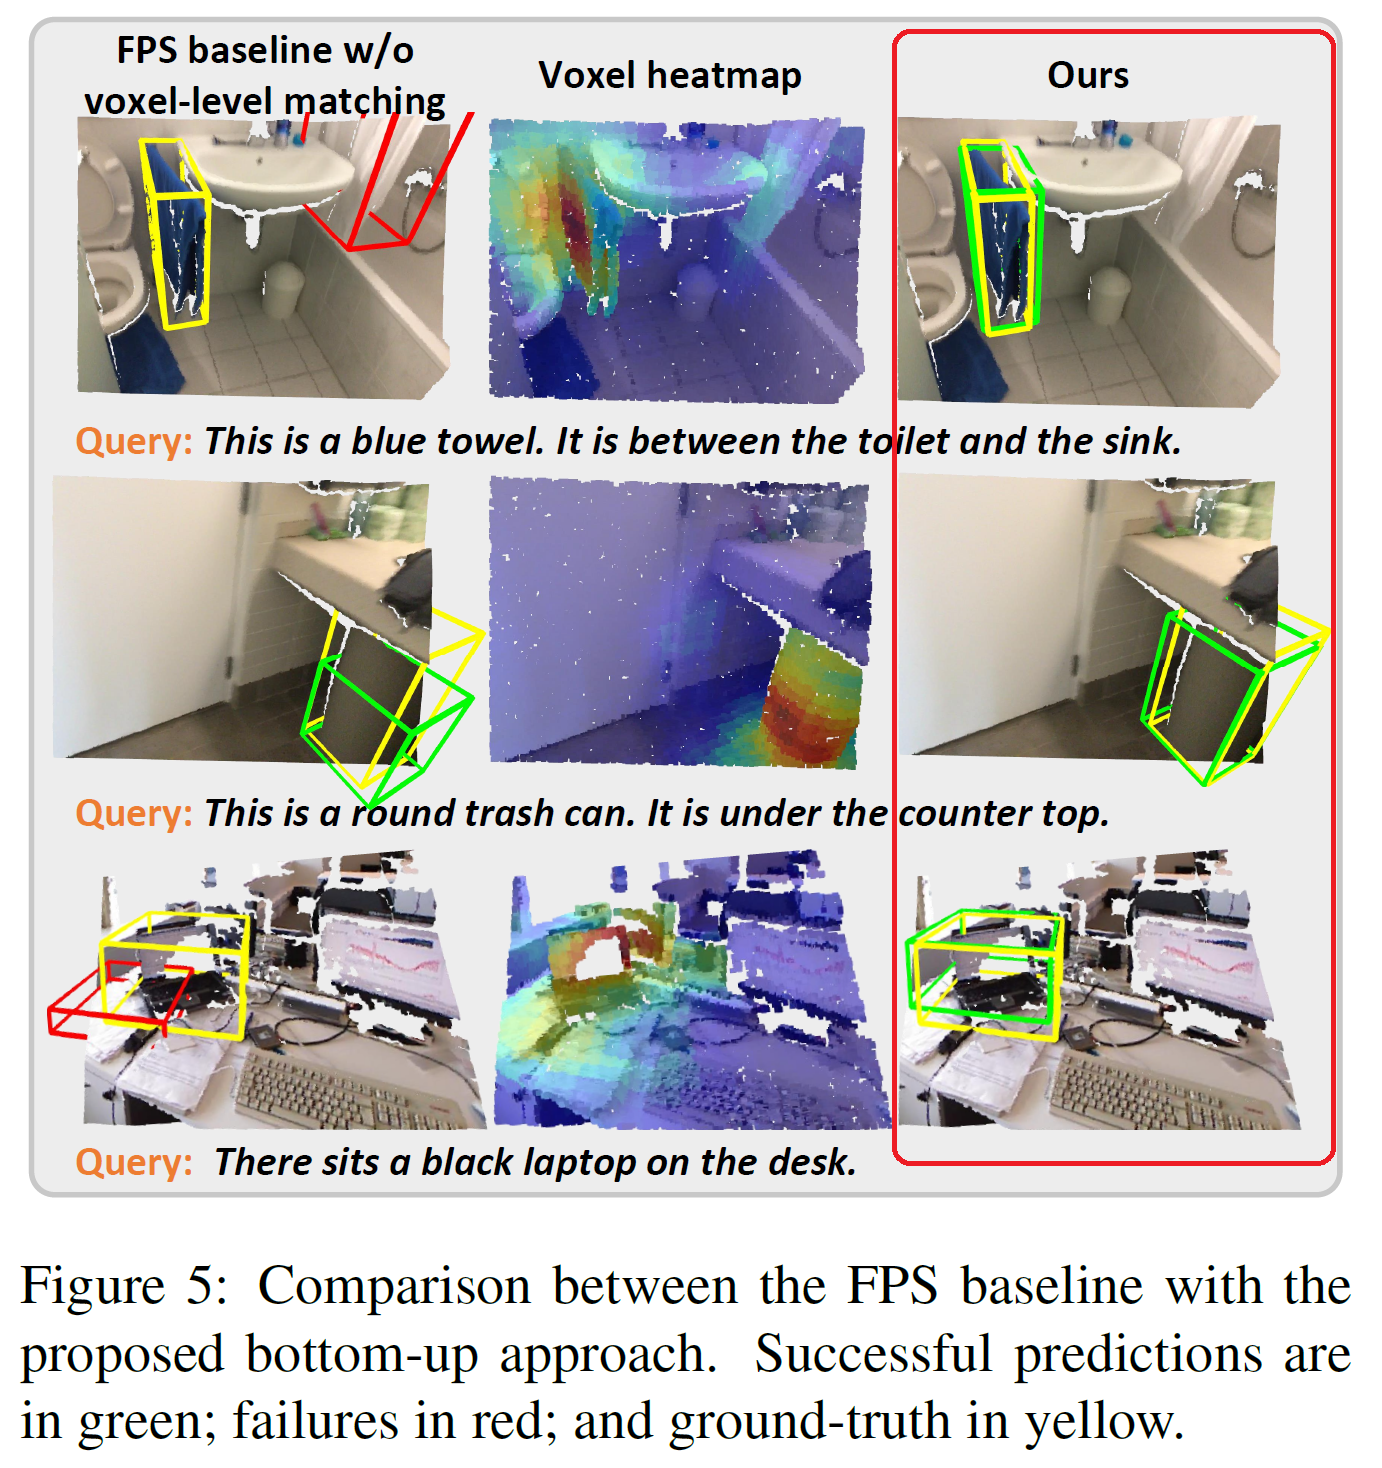 FPS baseline w/o
voxel-level matching
Voxel heatmap
Ours
Query: This is a blue towel. It is between the toilet and the sink.
Query: This is a round trash can. It is under the counter top.
Query: There sits a black laptop on the desk.
Figure 5: Comparison between the FPS baseline with the
proposed bottom-up approach. Successful predictions are
in green; failures in red; and ground-truth in yellow.